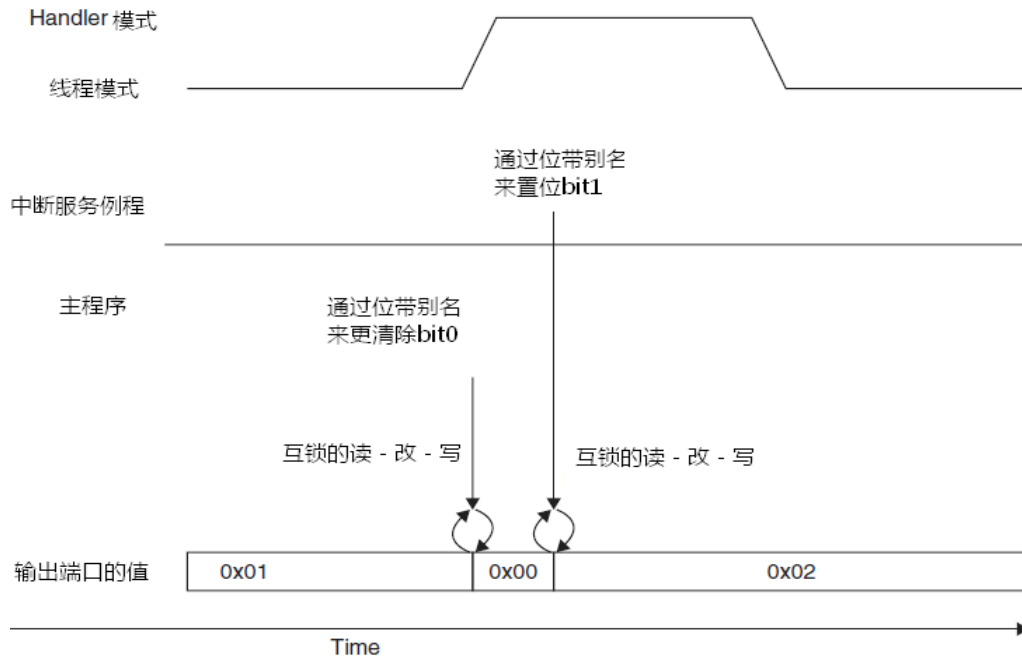 Handler 模式
线程模式
通过位带别名
来置位bit1
中断服务例程
主程序
通过位带别名
来更清除bit0
互锁的读 - 改 - 写
互锁的读 - 改 - 写
输出端口的值
0x01
0x00
0x02
Time